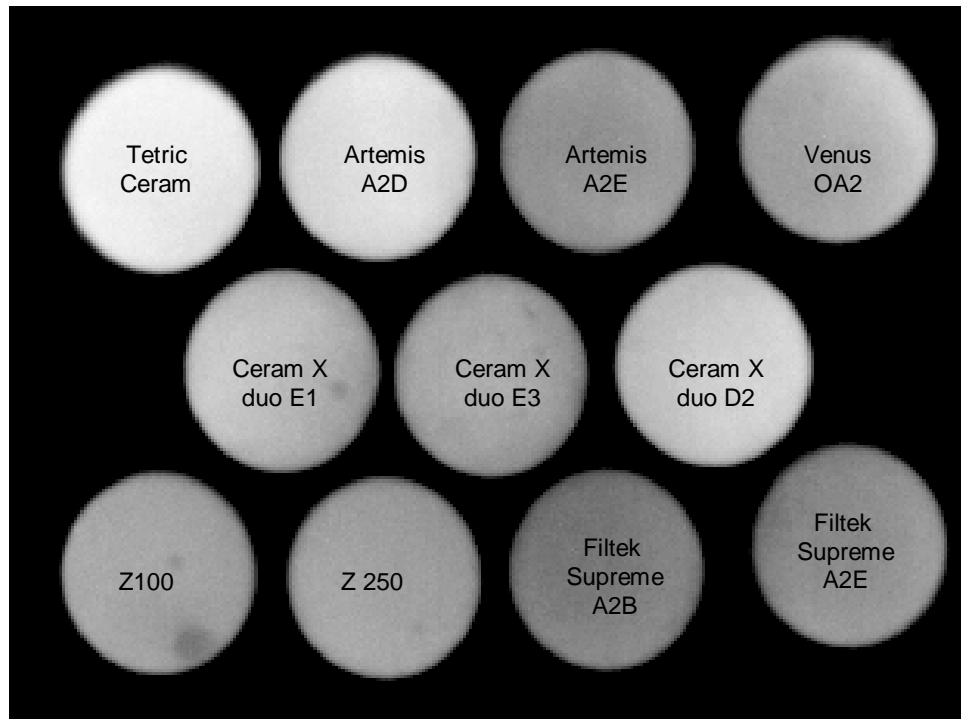 Tetric
Ceram
Artemis
A2D
Artemis
A2E
Venus
OA2
Ceram X
duo E1
Ceram X
duo E3
Ceram X
duo D2
Z100
Z 250
Filtek
Supreme
A2B
Filtek
Supreme
A2E